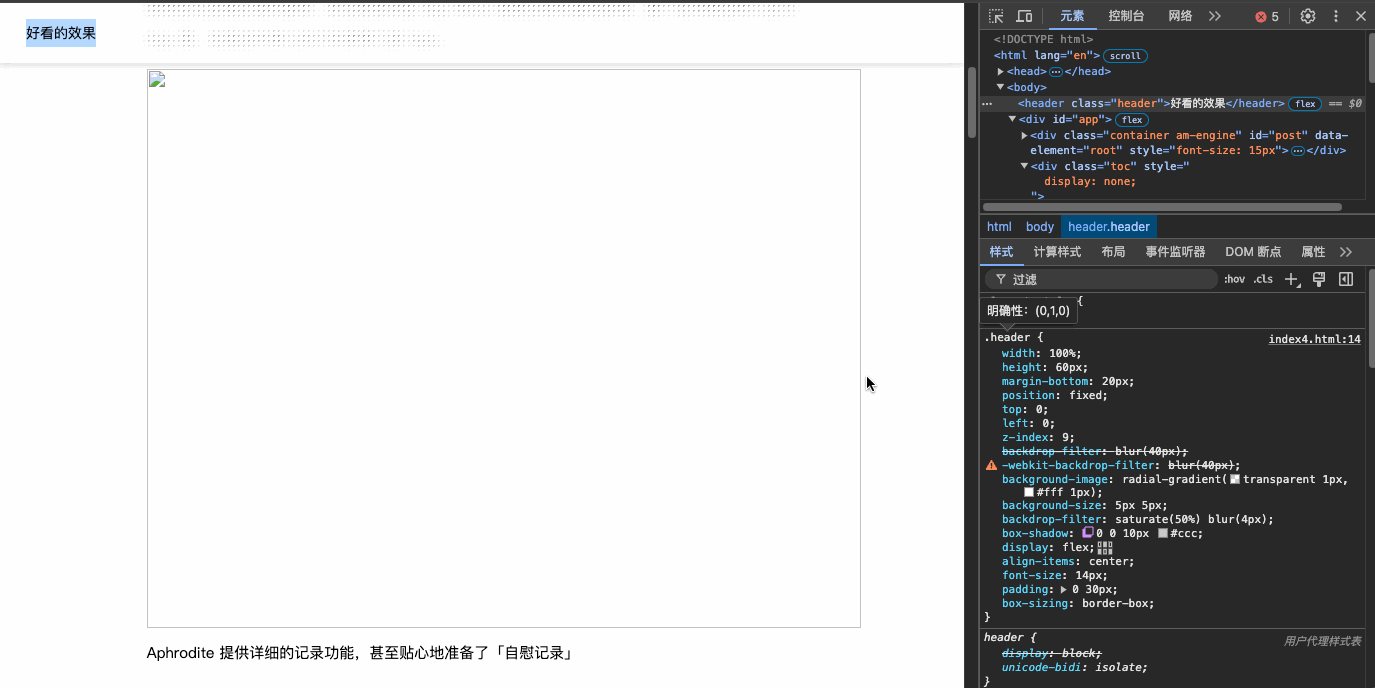 好看的效果
Aphrodite 提供详细的记录功能，甚至贴心地准备了「自慰记录」
元素 控制台 网络 5
<!DOCTYPE html>
<html lang="en"> scroll
<head> ⋯ </head>
<body>
⋯ <header class="header">好看的效果</header> flex == $0
<div id="app"> flex
<div class="container am-engine" id="post" data-
element="root" style="font-size: 15px"> ⋯ </div>
<div class="toc" style="
display: none;
">
html body header.header
样式 计算样式 布局 事件监听器 DOM 断点 属性
过滤 :hov .cls
{
明确性：(0,1,0)
.header { index4.html:14
width: 100%;
height: 60px;
margin-bottom: 20px;
position: fixed;
top: 0;
left: 0;
z-index: 9;
backdrop-filter: blur(40px);
-webkit-backdrop-filter: blur(40px);
background-image: radial-gradient(transparent 1px,
#fff 1px);
background-size: 5px 5px;
backdrop-filter: saturate(50%) blur(4px);
box-shadow: 0 0 10px #ccc;
display: flex;
align-items: center;
font-size: 14px;
padding: 0 30px;
box-sizing: border-box;
}
header { 用户代理样式表
display: block;
unicode-bidi: isolate;
}